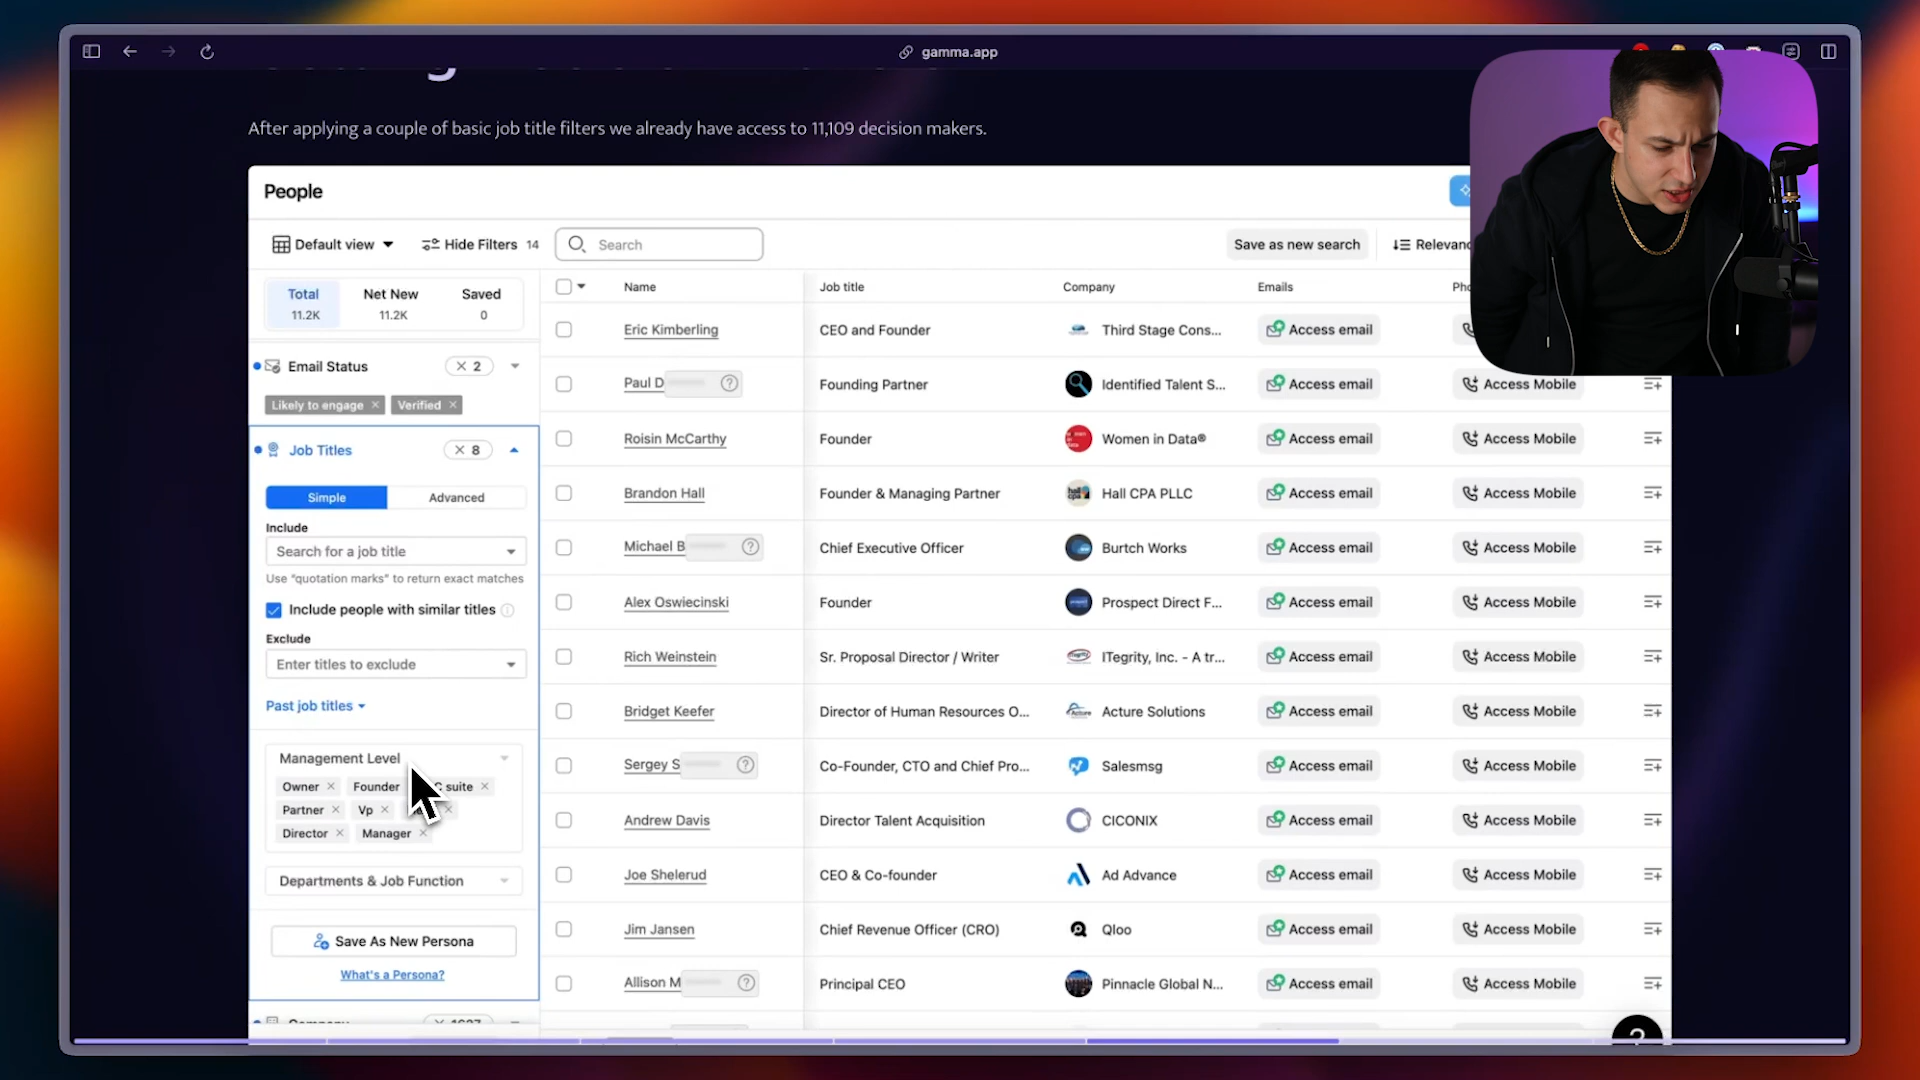 gamma.app
After applying a couple of basic job title filters we already have access to 11,109 decision makers.
People
Default view
Hide Filters 14
Search
Save as new search
Total
11.2K
Net New
11.2K
Saved
0
Name
Job title
Company
Emails
Email Status
2
Likely to engage
Verified
Job Titles
8
Simple
Advanced
Include
Search for a job title
Use "quotation marks" to return exact matches
Include people with similar titles
Exclude
Enter titles to exclude
Past job titles
Management Level
Owner
Founder
suite
Partner
Vp
Director
Manager
Departments & Job Function
Save As New Persona
What's a Persona?
Eric Kimberling CEO and Founder Third Stage Cons... Access email
Paul D Founding Partner Identified Talent S... Access email Access Mobile
Roisin McCarthy Founder Women in Data® Access email Access Mobile
Brandon Hall Founder & Managing Partner Hall CPA PLLC Access email Access Mobile
Michael B Chief Executive Officer Burtch Works Access email Access Mobile
Alex Oswiecinski Founder Prospect Direct F... Access email Access Mobile
Rich Weinstein Sr. Proposal Director / Writer ITegrity, Inc. - A tr... Access email Access Mobile
Bridget Keefer Director of Human Resources O... Acture Solutions Access email Access Mobile
Sergey S Co-Founder, CTO and Chief Pro... Salesmsg Access email Access Mobile
Andrew Davis Director Talent Acquisition CICONIX Access email Access Mobile
Joe Shelerud CEO & Co-founder Ad Advance Access email Access Mobile
Jim Jansen Chief Revenue Officer (CRO) Qloo Access email Access Mobile
Allison M Principal CEO Pinnacle Global N... Access email Access Mobile